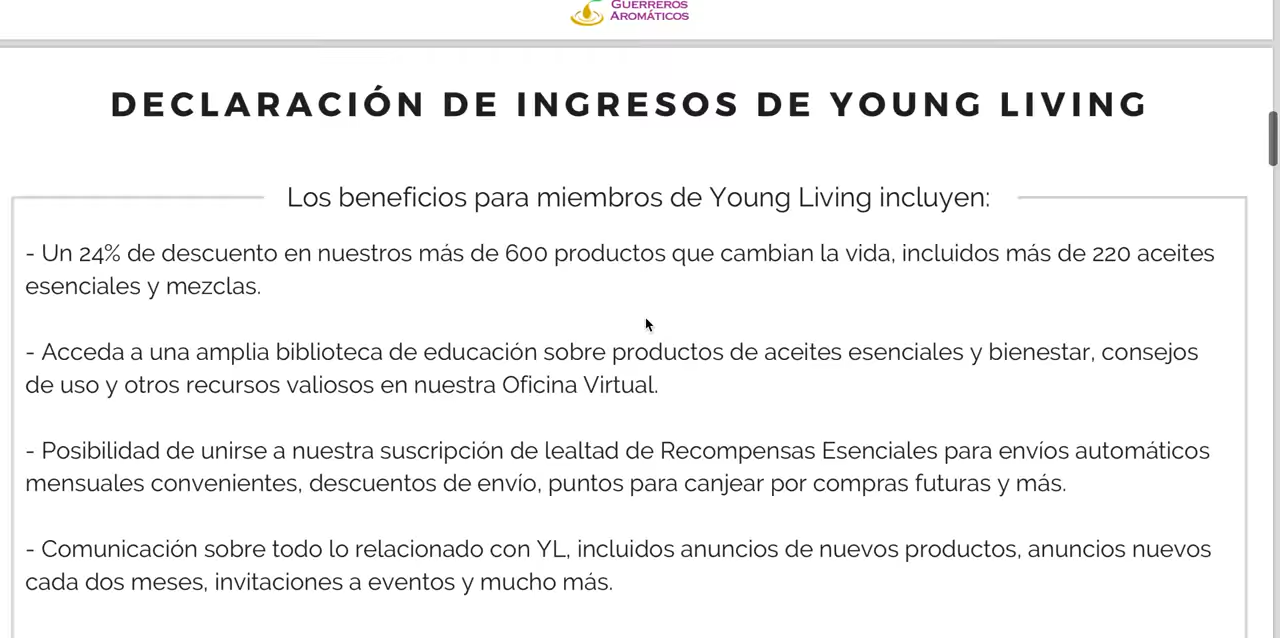 GUERREROS
AROMÁTICOS
DECLARACIÓN DE INGRESOS DE YOUNG LIVING
Los beneficios para miembros de Young Living incluyen:
- Un 24% de descuento en nuestros más de 600 productos que cambian la vida, incluidos más de 220 aceites
esenciales y mezclas.
- Acceda a una amplia biblioteca de educación sobre productos de aceites esenciales y bienestar, consejos
de uso y otros recursos valiosos en nuestra Oficina Virtual.
- Posibilidad de unirse a nuestra suscripción de lealtad de Recompensas Esenciales para envíos automáticos
mensuales convenientes, descuentos de envío, puntos para canjear por compras futuras y más.
- Comunicación sobre todo lo relacionado con YL, incluidos anuncios de nuevos productos, anuncios nuevos
cada dos meses, invitaciones a eventos y mucho más.